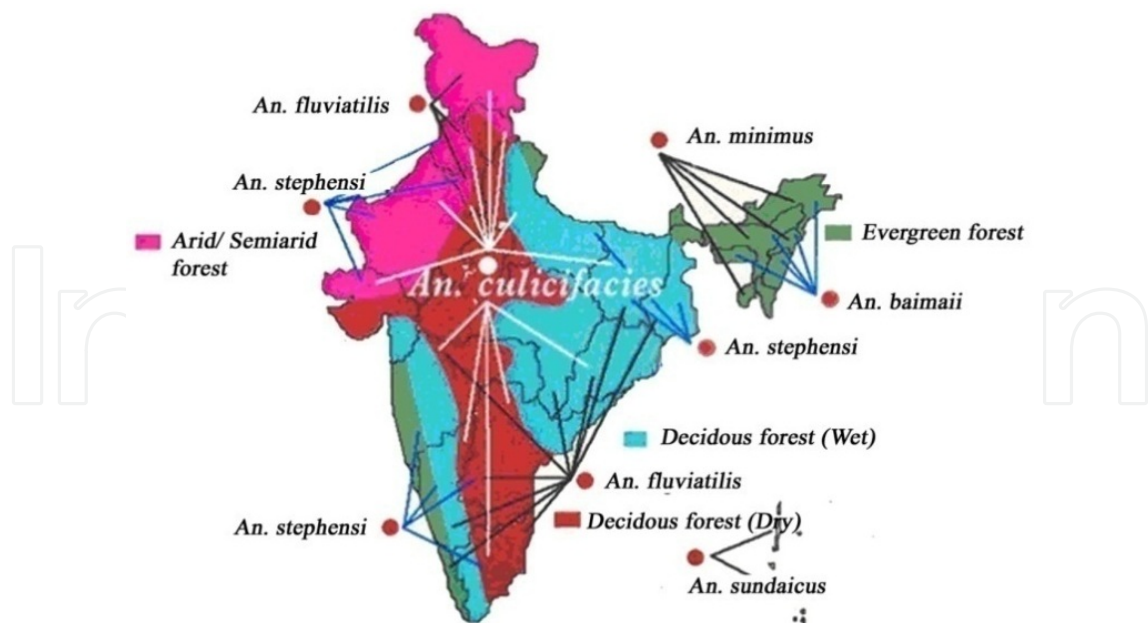 An. fluviatilis
An. minimus
An. stephensi
Arid/ Semiarid
forest
Evergreen forest
An. culicifacies
An. baimaii
An. stephensi
Decidous forest (Wet)
An. fluviatilis
An. stephensi
Decidous forest (Dry)
An. sundaicus